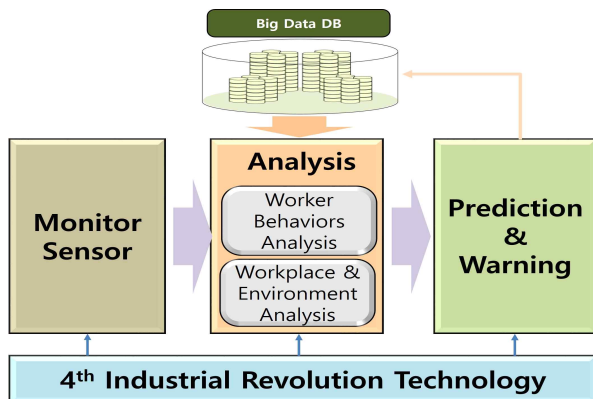 Big Data DB
Monitor
Sensor
Analysis
Worker
Behaviors
Analysis
Workplace &
Environment
Analysis
Prediction
&
Warning
4th Industrial Revolution Technology